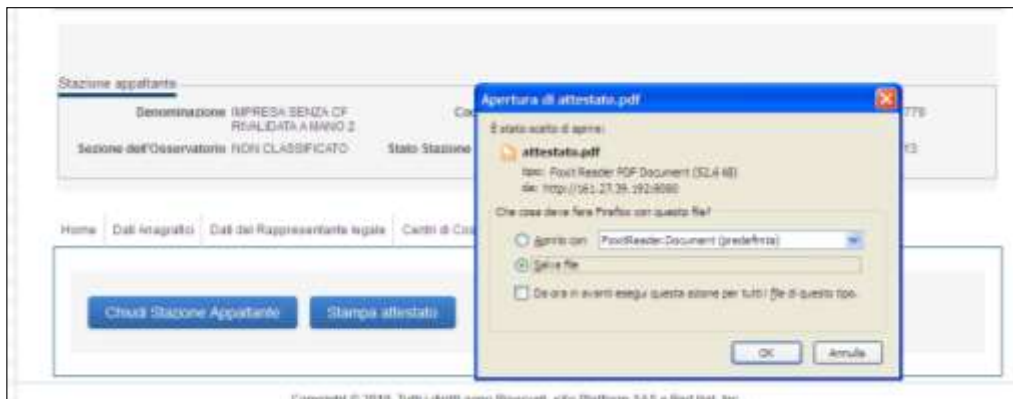 Stazione appaltante
Denominazione IMPRESA SENZA CF
RIVALIDATA A MANO 2
Sezione dell'Osservatorio NON CLASSIFICATO Stato Stazione
Home Dati Anagrafici Dati del Rappresentante legale Centri di Cos
Chiudi Stazione Appaltante Stampa attestato
Apertura di attestato.pdf
È stato scelto di aprire:
attestato.pdf
tipo: Foxit Reader PDF Document (52,6 kB)
da: http://161.27.39.192:8080
Che cosa deve fare Firefox con questo file?
Aprirlo con FoxitReader.Document (predefinita)
Salva file
Da ora in avanti esegui questa azione per tutti i file di questo tipo.
OK Annulla